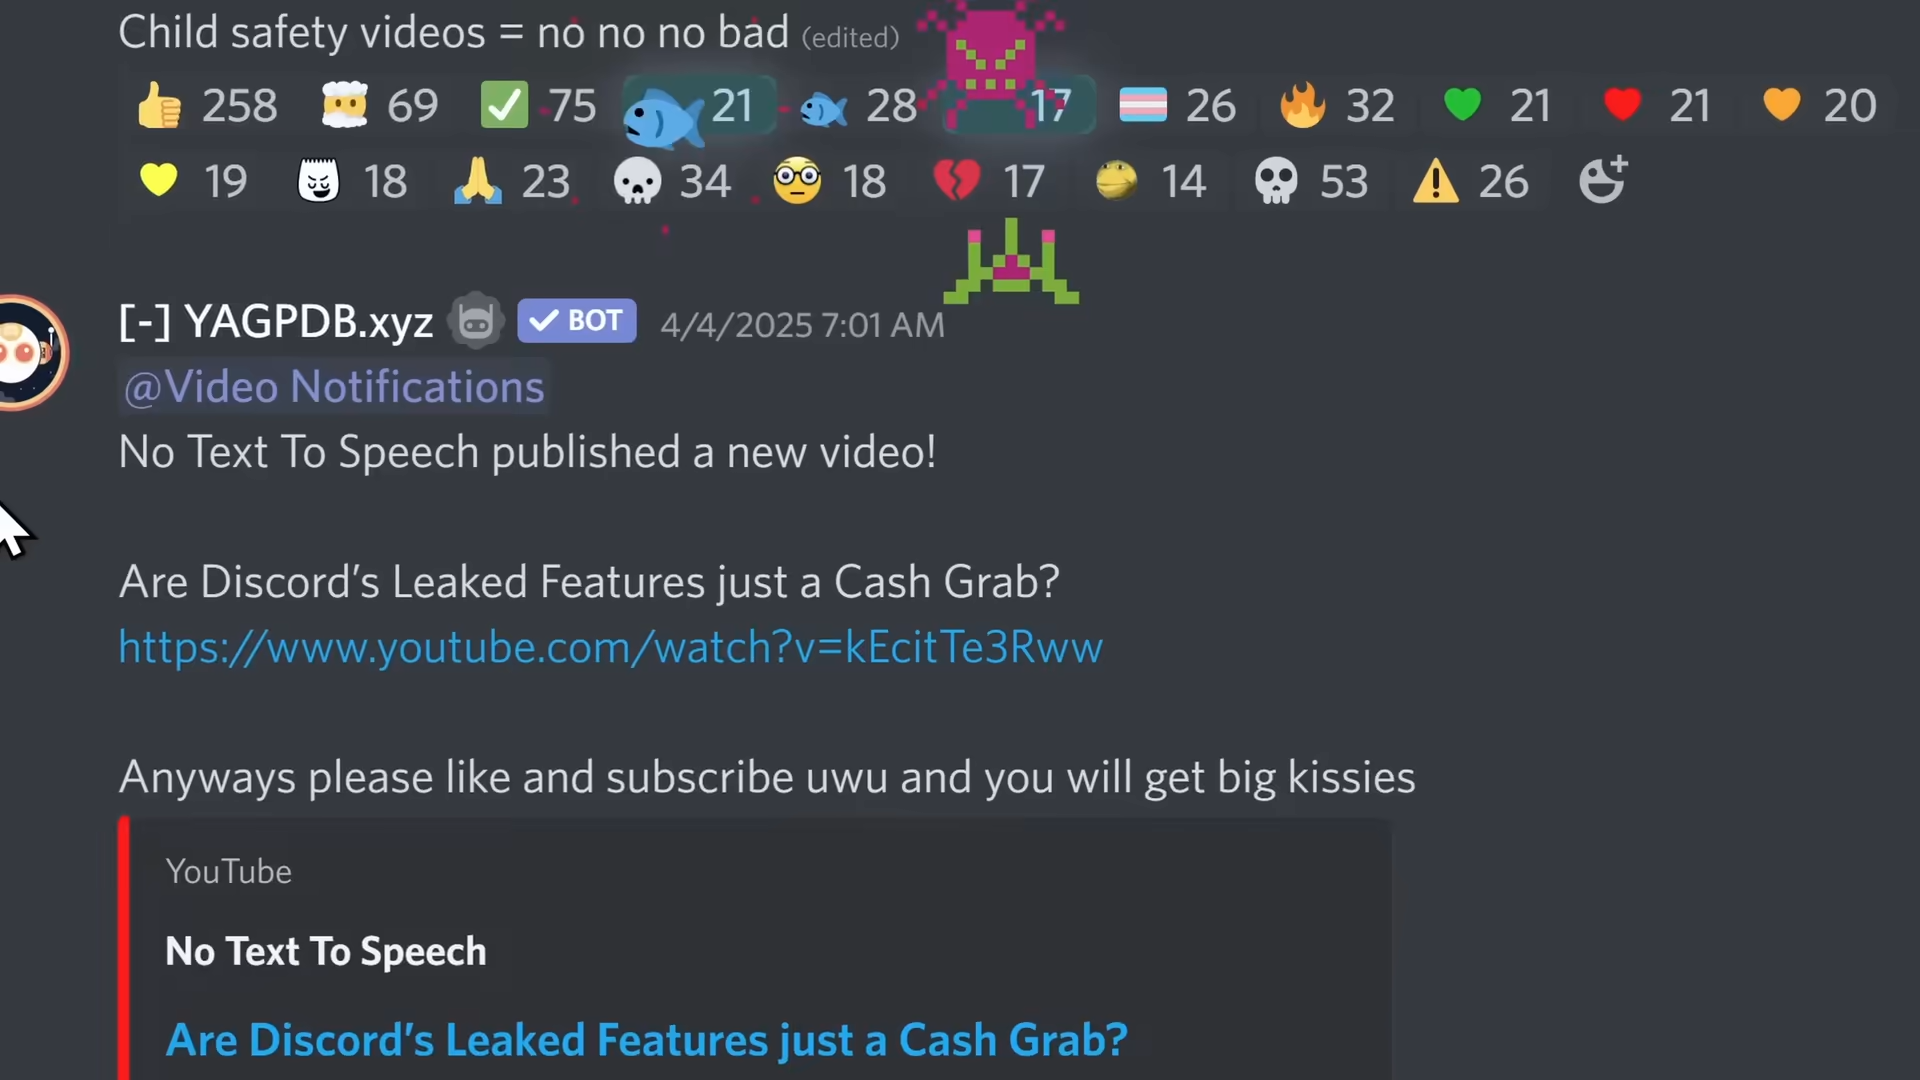 Child safety videos = no no no bad (edited)
258 69 75 21 28 17 26 32 21 21 20
19 18 23 34 18 17 14 53 26
[-] YAGPDB.xyz BOT 4/4/2025 7:01 AM
@Video Notifications
No Text To Speech published a new video!
Are Discord’s Leaked Features just a Cash Grab?
https://www.youtube.com/watch?v=kEcitTe3Rww
Anyways please like and subscribe uwu and you will get big kissies
YouTube
No Text To Speech
Are Discord’s Leaked Features just a Cash Grab?